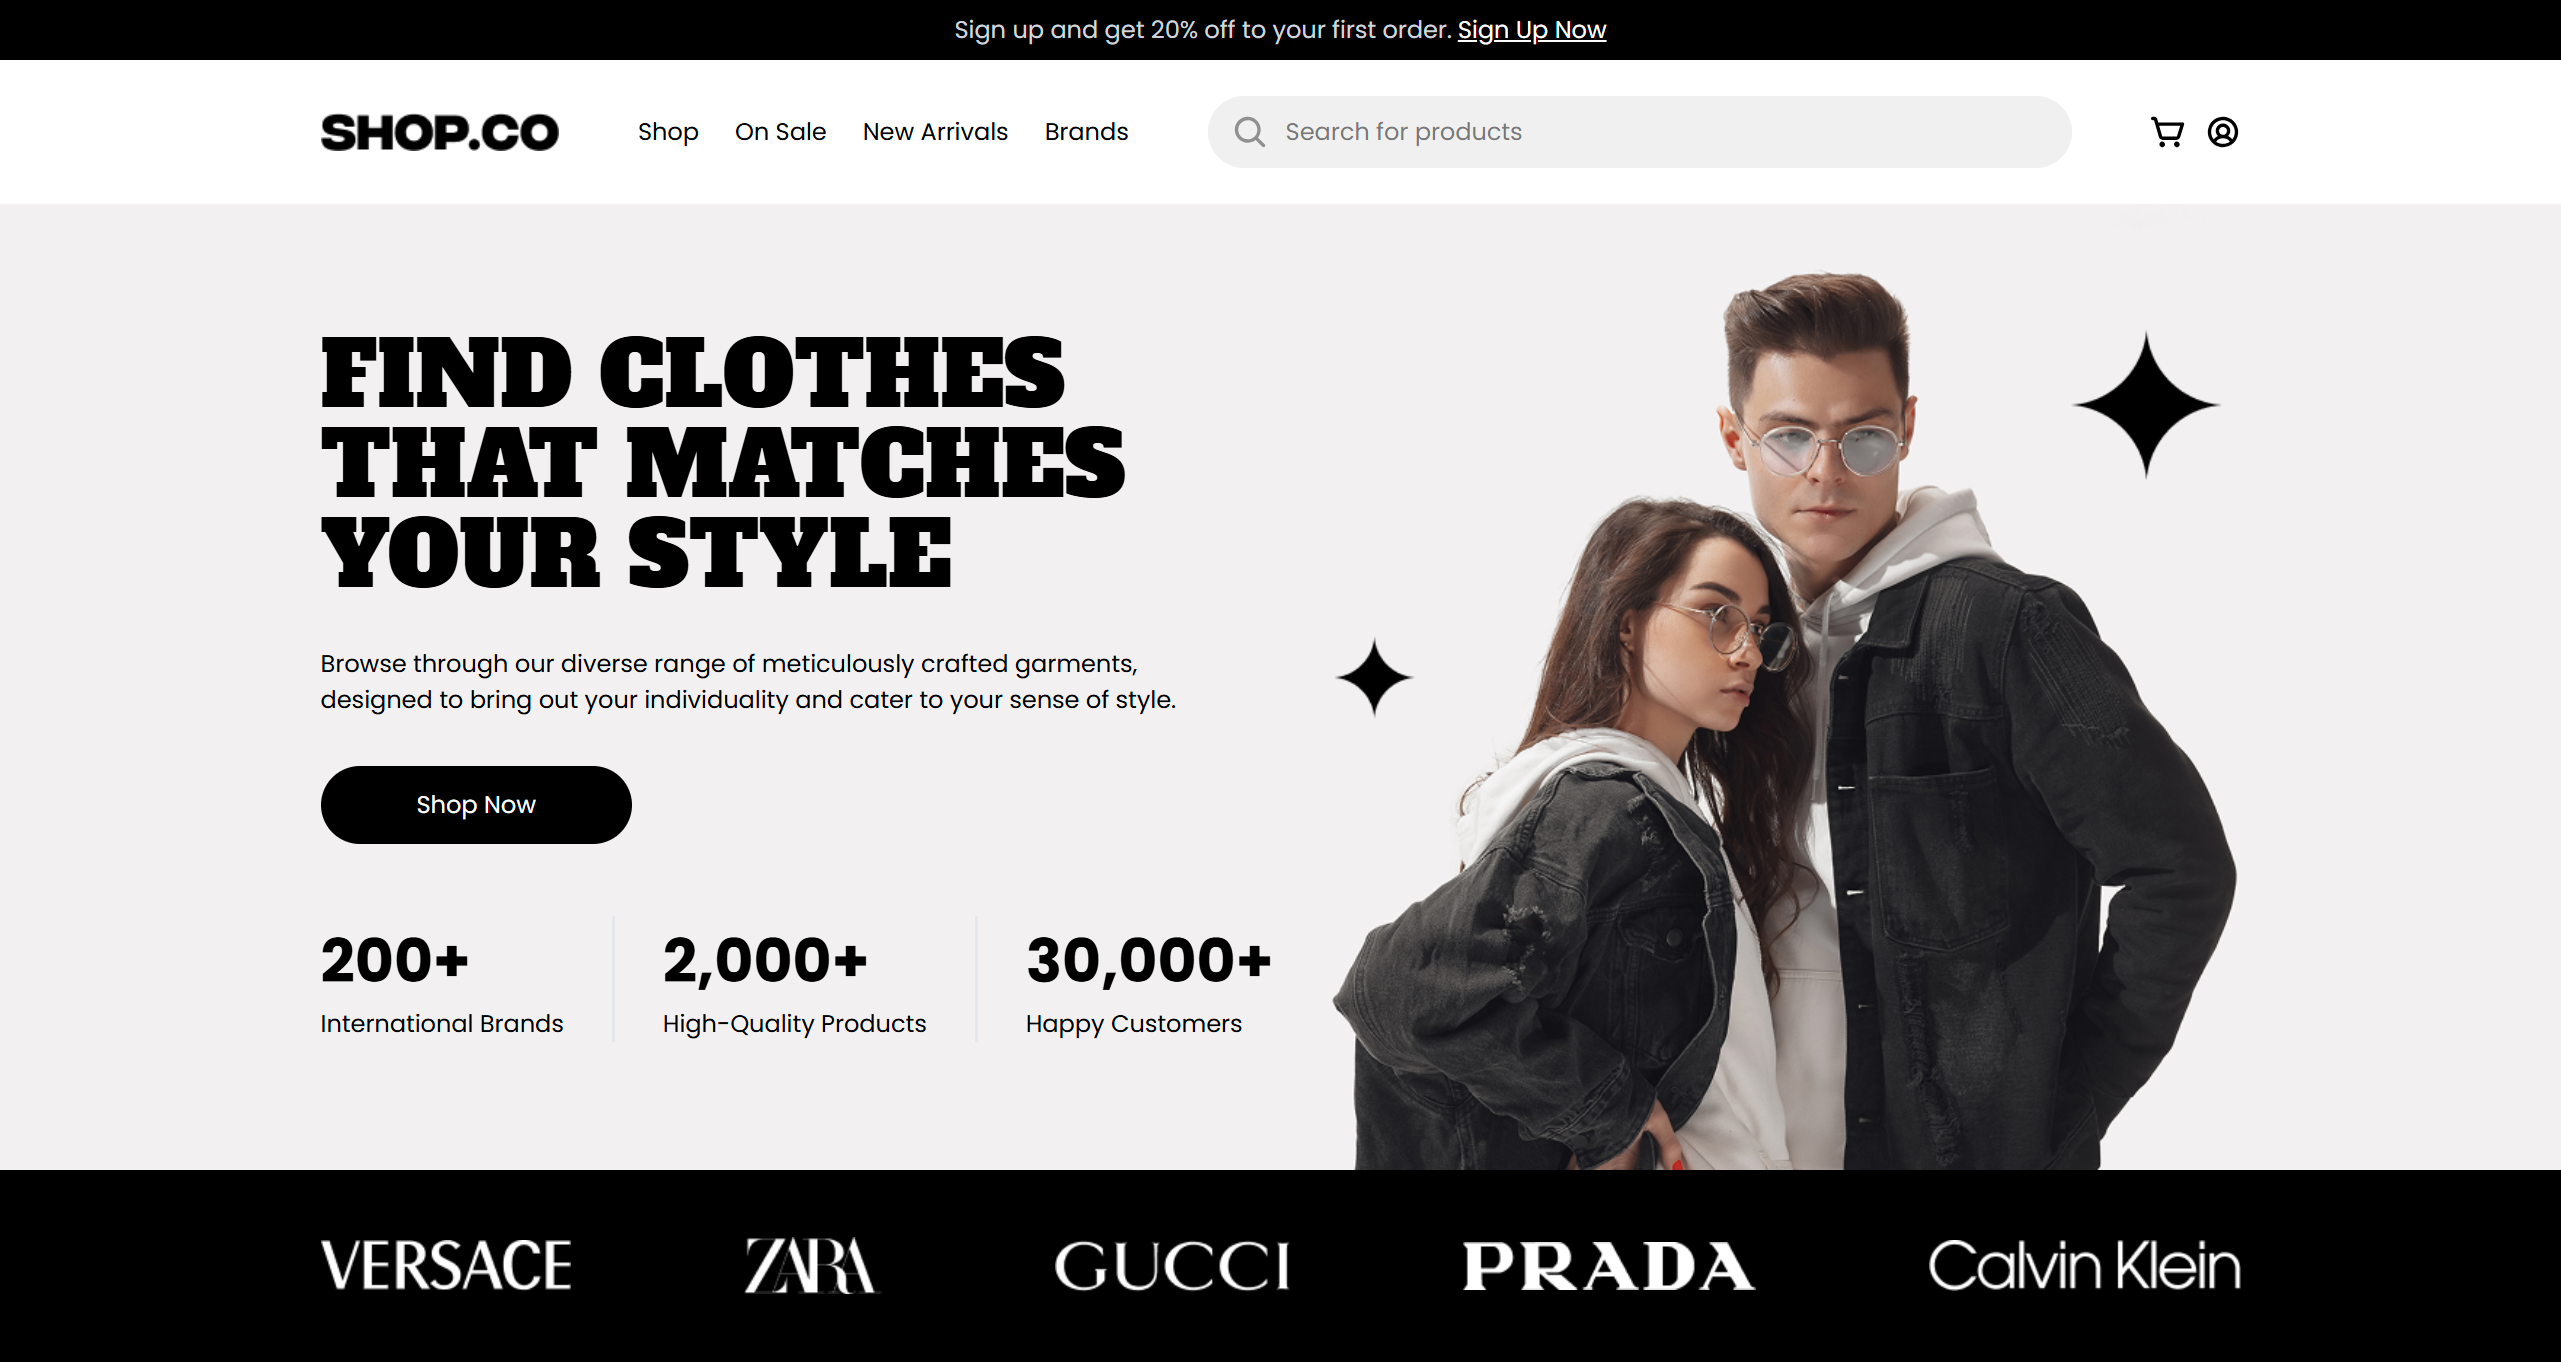 Sign up and get 20% off to your first order. Sign Up Now
SHOP.CO
Shop
On Sale
New Arrivals
Brands
Search for products
FIND CLOTHES
THAT MATCHES
YOUR STYLE
Browse through our diverse range of meticulously crafted garments,
designed to bring out your individuality and cater to your sense of style.
Shop Now
200+
International Brands
2,000+
High-Quality Products
30,000+
Happy Customers
VERSACE
ZARA
GUCCI
PRADA
Calvin Klein